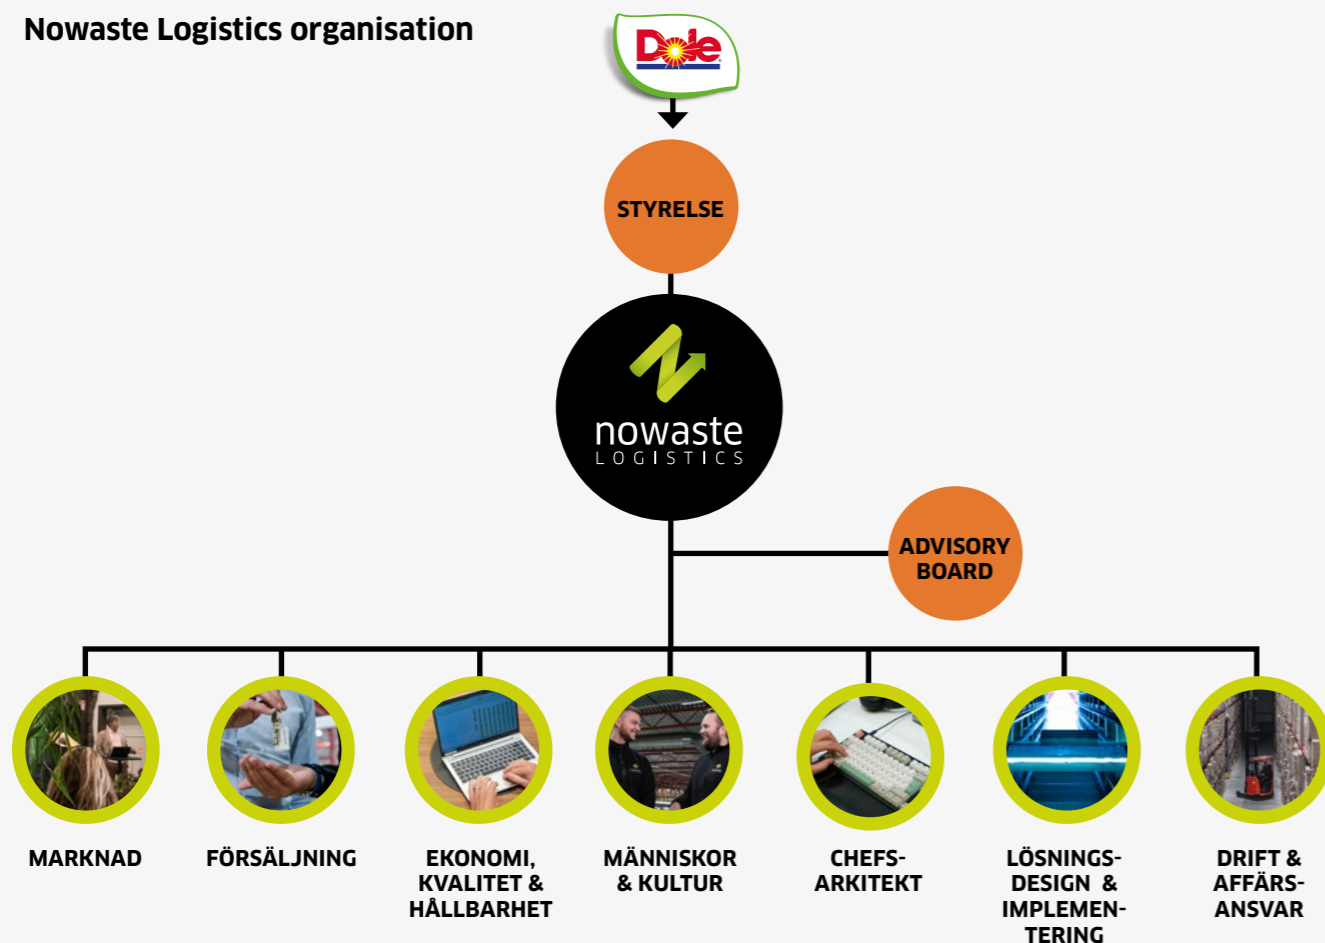 Nowaste Logistics organisation
Dole
STYRELSE
nowaste
LOGISTICS
ADVISORY
BOARD
MARKNAD
FÖRSÄLJNING
EKONOMI,
KVALITET &
HÅLLBARHET
MÄNNISKOR
& KULTUR
CHEFS-
ARKITEKT
LÖSNINGS-
DESIGN &
IMPLEMEN-
TERING
DRIFT &
AFFÄRS-
ANSVAR